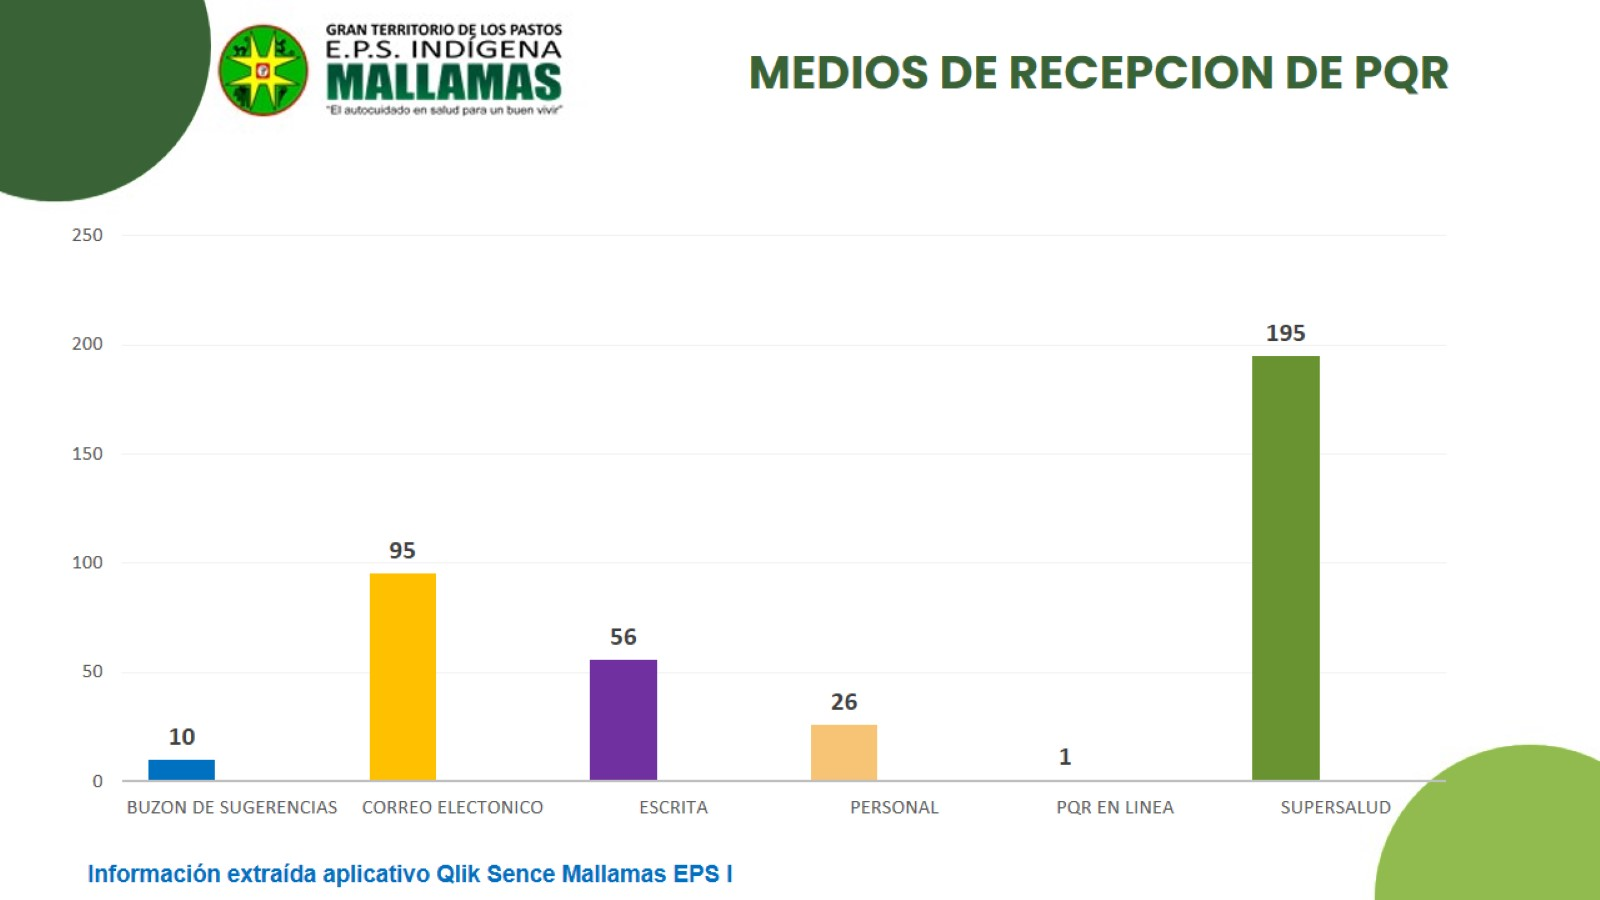 GRAN TERRITORIO DE LOS PASTOS
E.P.S. INDÍGENA
MALLAMAS
"El autocuidado en salud para un buen vivir"
MEDIOS DE RECEPCION DE PQR
250
200
150
100
50
0
10
95
56
26
1
195
BUZON DE SUGERENCIAS
CORREO ELECTONICO
ESCRITA
PERSONAL
PQR EN LINEA
SUPERSALUD
Información extraída aplicativo Qlik Sence Mallamas EPS I